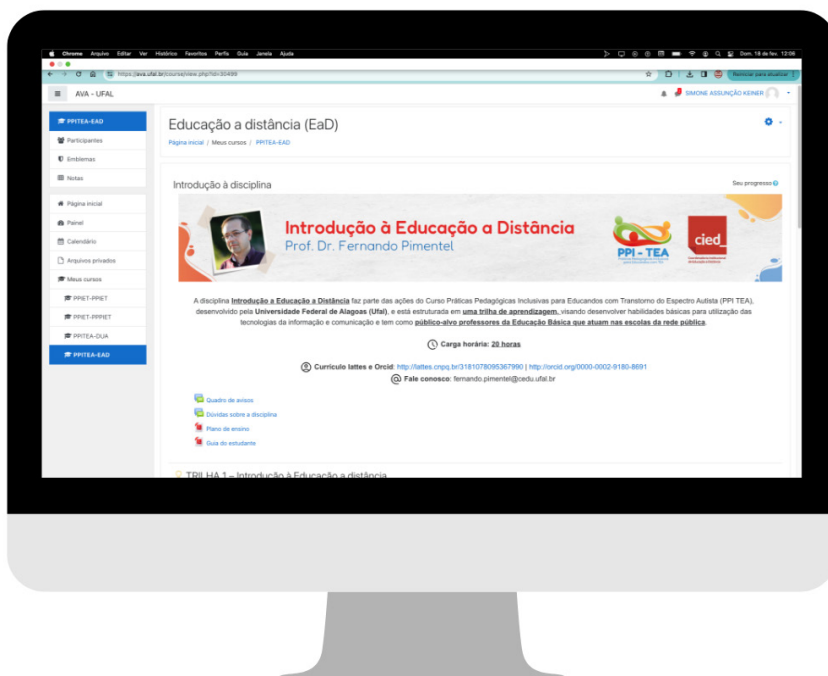 Chrome Arquivo Editar Ver Histórico Favoritos Perfis Guia Janela Ajuda Dom. 18 de fev. 12:06
https://ava.ufal.br/course/view.php?id=30499 Reiniciar para atualizar
AVA - UFAL SIMONE ASSUNÇÃO KEINER
PPITEA-EAD
Participantes
Emblemas
Notas
Página inicial
Painel
Calendário
Arquivos privados
Meus cursos
PPIET-PPIET
PPIET-PPPIET
PPITEA-DUA
PPITEA-EAD
Educação a distância (EaD)
Página inicial / Meus cursos / PPITEA-EAD
Introdução à disciplina Seu progresso
Introdução à Educação a Distância
Prof. Dr. Fernando Pimentel
PPI - TEA
cied_
A disciplina Introdução a Educação a Distância faz parte das ações do Curso Práticas Pedagógicas Inclusivas para Educandos com Transtorno do Espectro Autista (PPI TEA),
desenvolvido pela Universidade Federal de Alagoas (Ufal), e está estruturada em uma trilha de aprendizagem, visando desenvolver habilidades básicas para utilização das
tecnologias da informação e comunicação e tem como público-alvo professores da Educação Básica que atuam nas escolas da rede pública.
Carga horária: 20 horas
Currículo lattes e Orcid: http://lattes.cnpq.br/3181078095367990 | http://orcid.org/0000-0002-9180-8691
Fale conosco: fernando.pimentel@cedu.ufal.br
Quadro de avisos
Dúvidas sobre a disciplina
Plano de ensino
Guia do estudante
TRILHA 1 – Introdução à Educação a distância